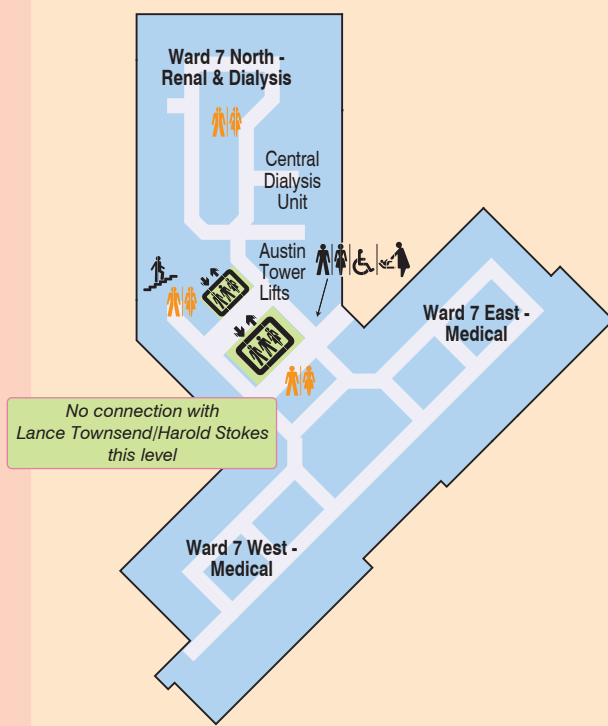 Ward 7 North -
Renal & Dialysis
Central
Dialysis
Unit
Austin
Tower
Lifts
Ward 7 East -
Medical
No connection with
Lance Townsend/Harold Stokes
this level
Ward 7 West -
Medical